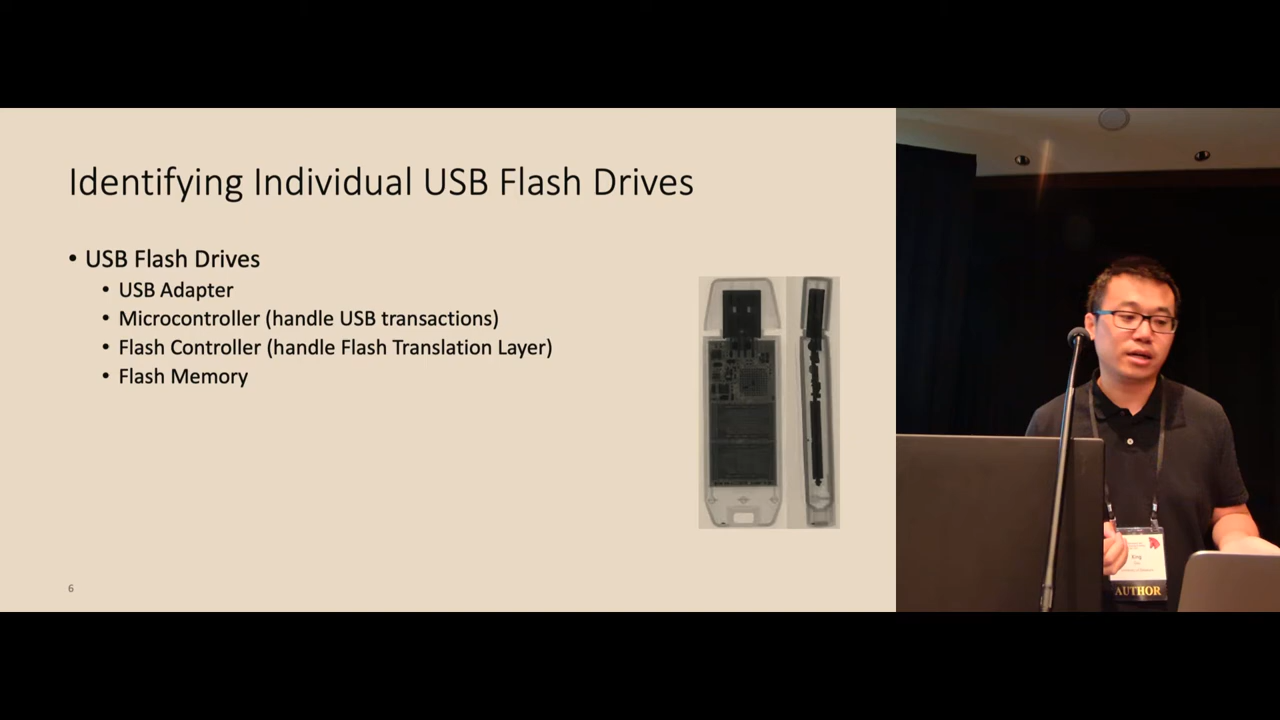 Identifying Individual USB Flash Drives
• USB Flash Drives
• USB Adapter
• Microcontroller (handle USB transactions)
• Flash Controller (handle Flash Translation Layer)
• Flash Memory
6
AUTHOR